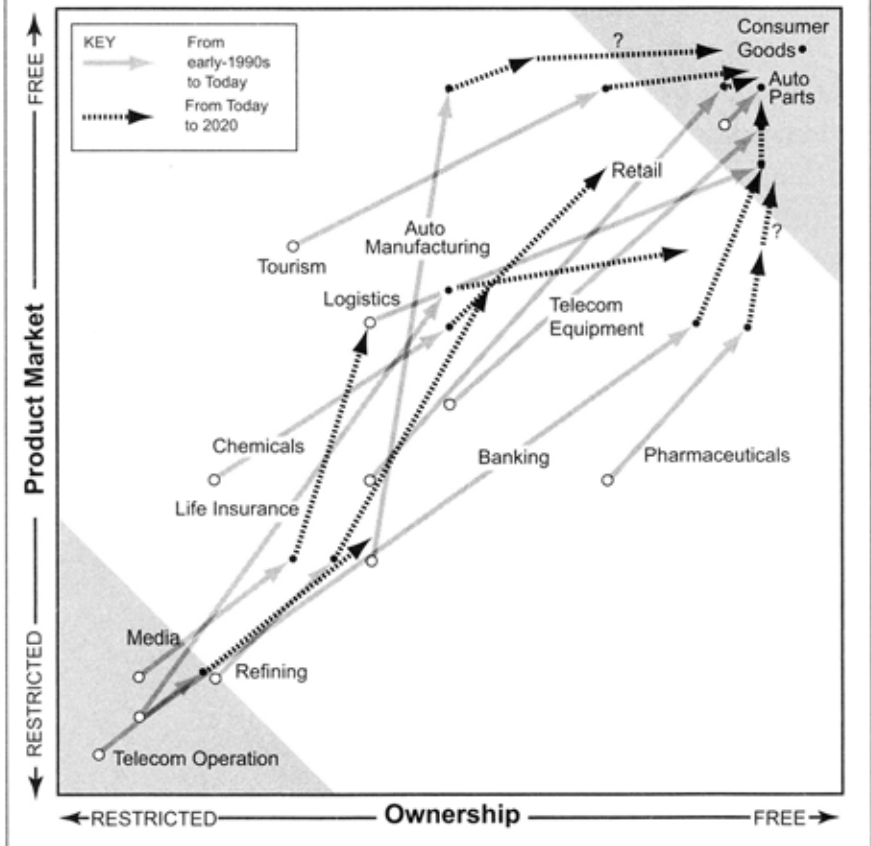 KEY
From
early-1990s
to Today
From Today
to 2020
?
Consumer
Goods
Auto
Parts
Retail
Auto
Manufacturing
Tourism
?
Logistics
Telecom
Equipment
Chemicals
Banking
Pharmaceuticals
Life Insurance
Media
Refining
Telecom Operation
FREE
Product Market
RESTRICTED
RESTRICTED
Ownership
FREE